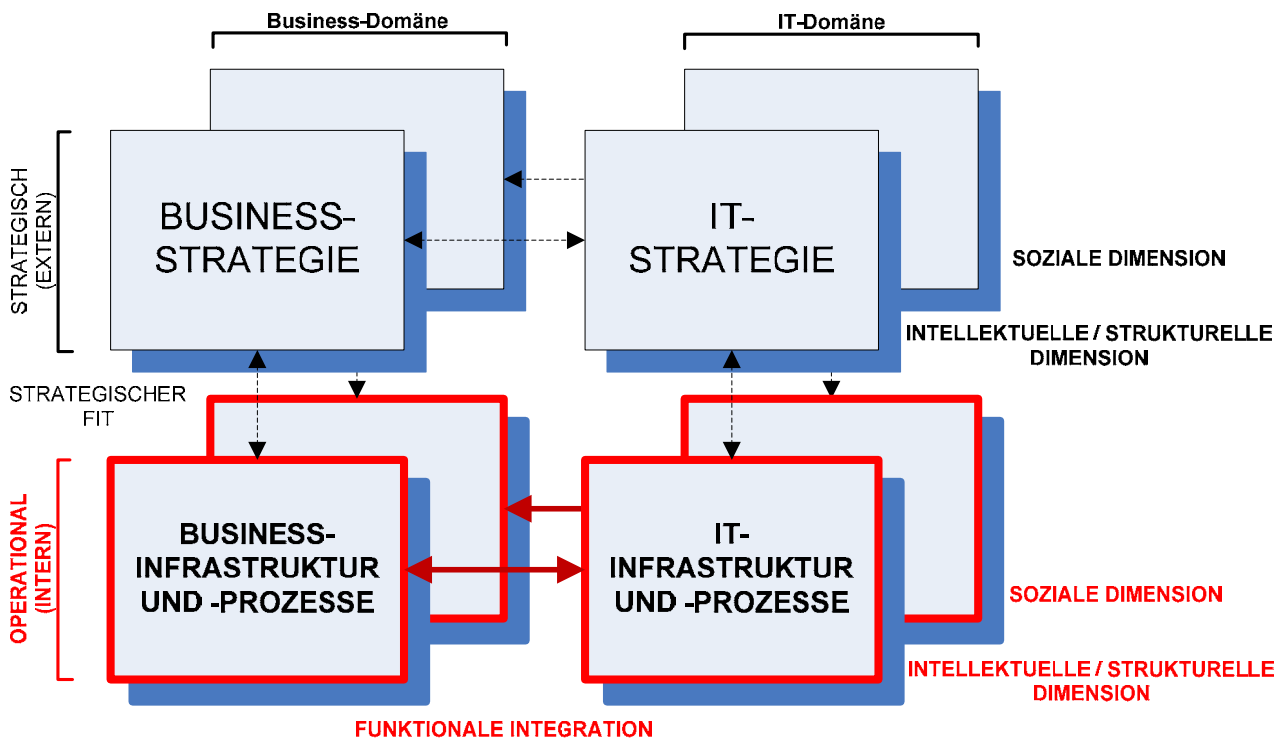 Business-Domäne
IT-Domäne
STRATEGISCH
(EXTERN)
BUSINESS-
STRATEGIE
IT-
STRATEGIE
SOZIALE DIMENSION
INTELLEKTUELLE / STRUKTURELLE
DIMENSION
STRATEGISCHER
FIT
OPERATIONAL
(INTERN)
BUSINESS-
INFRASTRUKTUR
UND -PROZESSE
IT-
INFRASTRUKTUR
UND -PROZESSE
SOZIALE DIMENSION
INTELLEKTUELLE / STRUKTURELLE
DIMENSION
FUNKTIONALE INTEGRATION